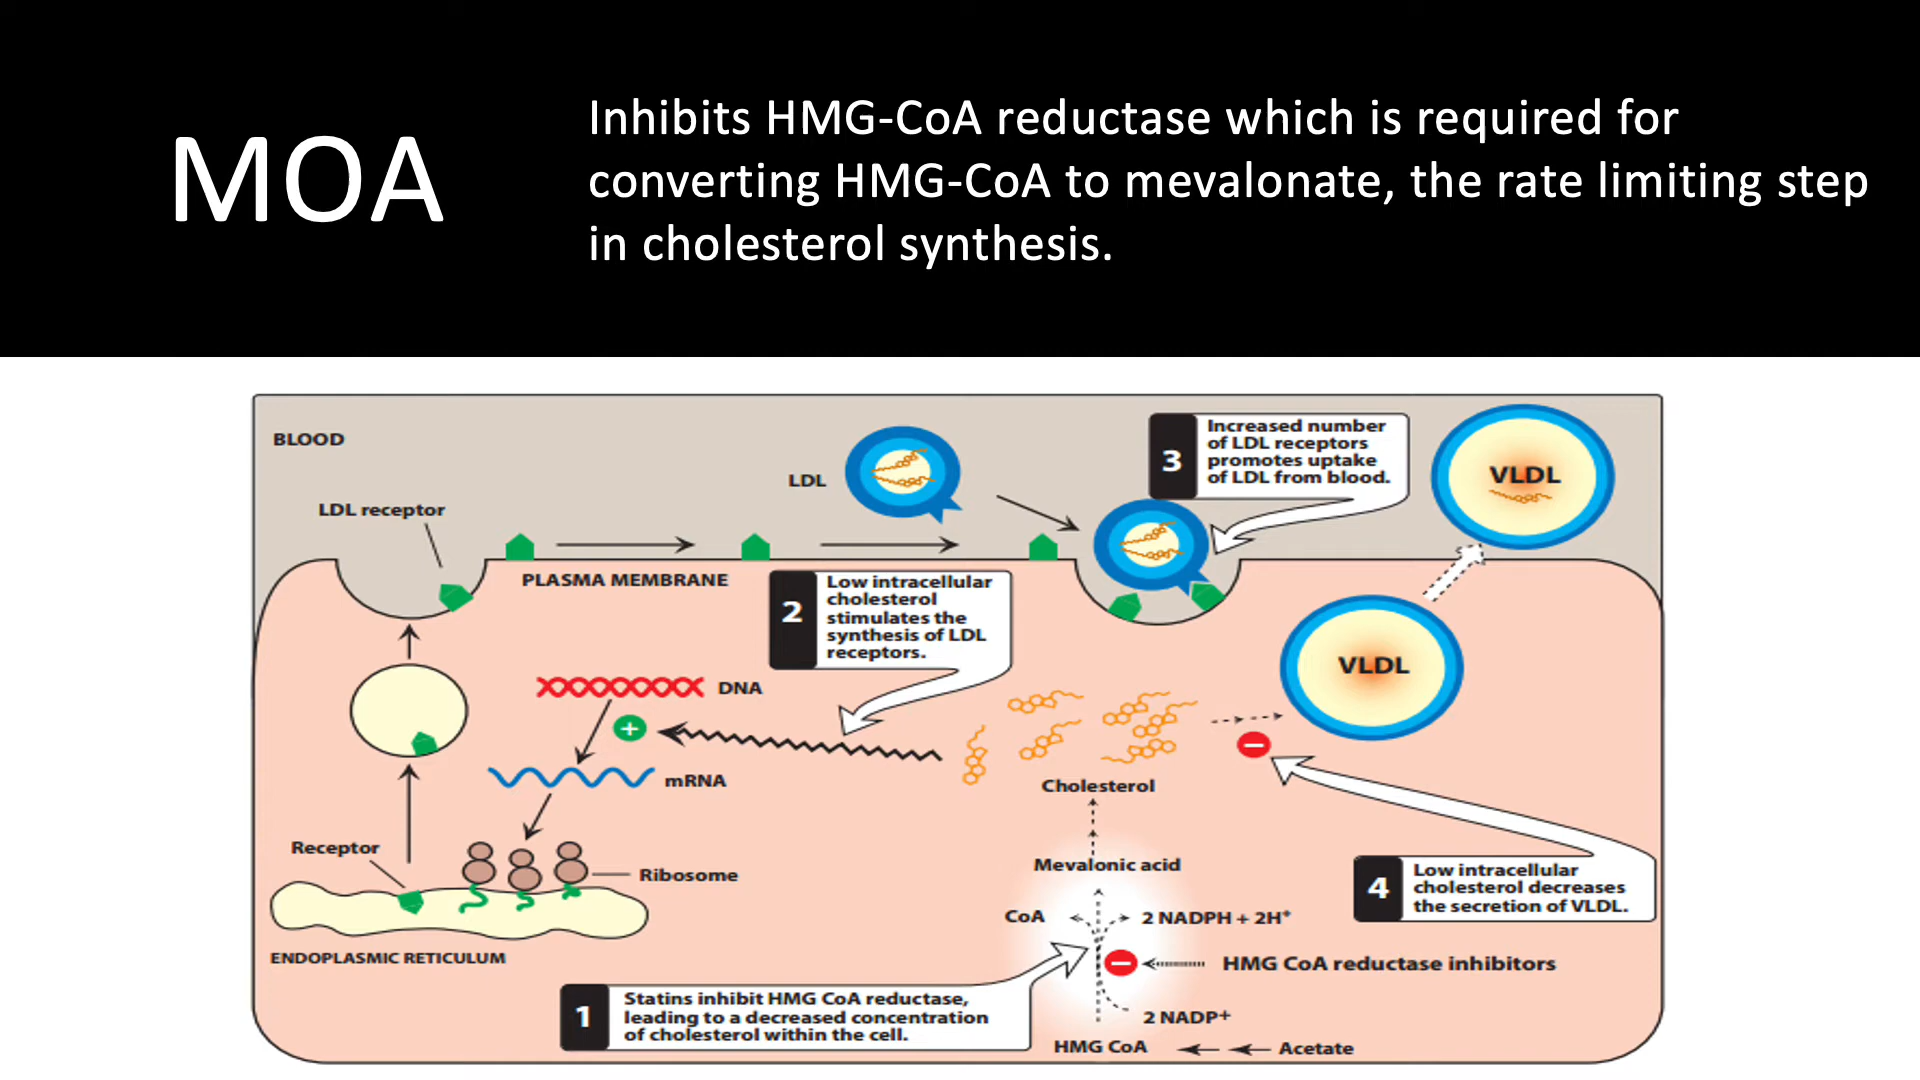 MOA
Inhibits HMG-CoA reductase which is required for
converting HMG-CoA to mevalonate, the rate limiting step
in cholesterol synthesis.
BLOOD
LDL receptor
LDL
3
Increased number
of LDL receptors
promotes uptake
of LDL from blood.
VLDL
PLASMA MEMBRANE
2
Low intracellular
cholesterol
stimulates the
synthesis of LDL
receptors.
VLDL
DNA
+
mRNA
Cholesterol
Receptor
Ribosome
Mevalonic acid
4
Low intracellular
cholesterol decreases
the secretion of VLDL.
CoA
2 NADPH + 2H⁺
ENDOPLASMIC RETICULUM
HMG CoA reductase inhibitors
1
Statins inhibit HMG CoA reductase,
leading to a decreased concentration
of cholesterol within the cell.
2 NADP⁺
HMG CoA
Acetate